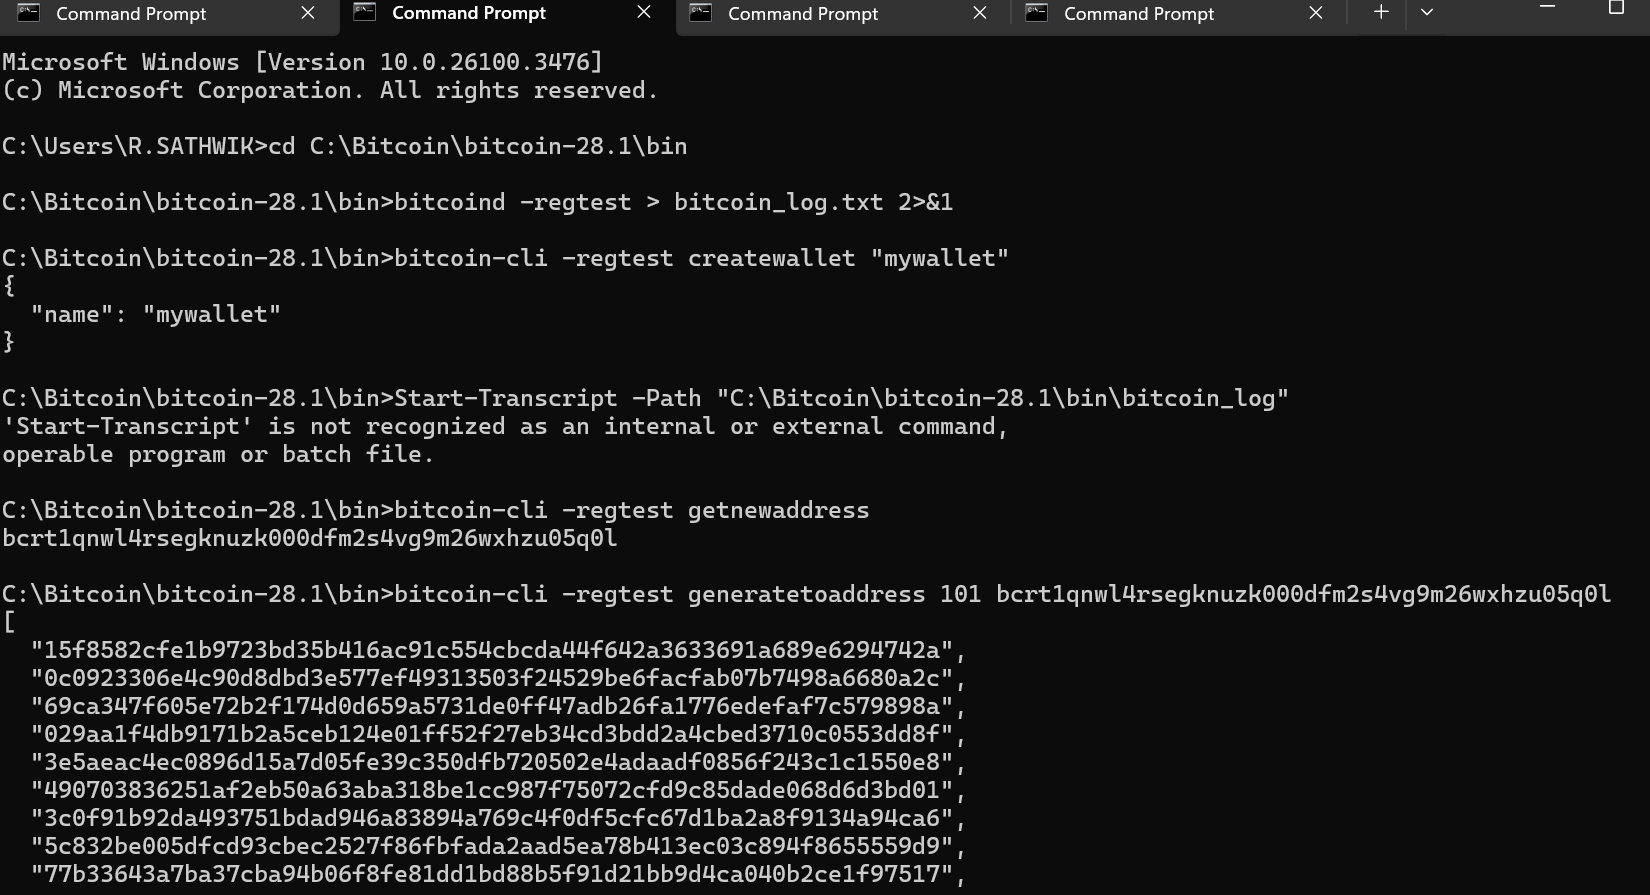 Command Prompt
Command Prompt
Command Prompt
Command Prompt
Microsoft Windows [Version 10.0.26100.3476]
(c) Microsoft Corporation. All rights reserved.
C:\Users\R.SATHWIK>cd C:\Bitcoin\bitcoin-28.1\bin
C:\Bitcoin\bitcoin-28.1\bin>bitcoind -regtest > bitcoin_log.txt 2>&1
C:\Bitcoin\bitcoin-28.1\bin>bitcoin-cli -regtest createwallet "mywallet"
{
  "name": "mywallet"
}
C:\Bitcoin\bitcoin-28.1\bin>Start-Transcript -Path "C:\Bitcoin\bitcoin-28.1\bin\bitcoin_log"
'Start-Transcript' is not recognized as an internal or external command,
operable program or batch file.
C:\Bitcoin\bitcoin-28.1\bin>bitcoin-cli -regtest getnewaddress
bcrt1qnwl4rsegknuzk000dfm2s4vg9m26wxhzu05q0l
C:\Bitcoin\bitcoin-28.1\bin>bitcoin-cli -regtest generatetoaddress 101 bcrt1qnwl4rsegknuzk000dfm2s4vg9m26wxhzu05q0l
[
  "15f8582cfe1b9723bd35b416ac91c554cbcda44f642a3633691a689e6294742a",
  "0c0923306e4c90d8dbd3e577ef49313503f24529be6facfab07b7498a6680a2c",
  "69ca347f605e72b2f174d0d659a5731de0ff47adb26fa1776edefaf7c579898a",
  "029aa1f4db9171b2a5ceb124e01ff52f27eb34cd3bdd2a4cbed3710c0553dd8f",
  "3e5aeac4ec0896d15a7d05fe39c350dfb720502e4adaadf0856f243c1c1550e8",
  "490703836251af2eb50a63aba318be1cc987f75072cfd9c85dade068d6d3bd01",
  "3c0f91b92da493751bdad946a83894a769c4f0df5cfc67d1ba2a8f9134a94ca6",
  "5c832be005dfcd93cbec2527f86fbfada2aad5ea78b413ec03c894f8655559d9",
  "77b33643a7ba37cba94b06f8fe81dd1bd88b5f91d21bb9d4ca040b2ce1f97517",